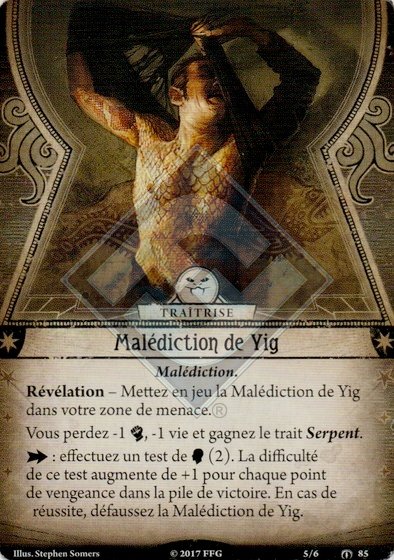 TRAÎTRISE
Malédiction de Yig
Malédiction.
Révélation – Mettez en jeu la Malédiction de Yig
dans votre zone de menace.®
Vous perdez -1 , -1 vie et gagnez le trait Serpent.
: effectuez un test de (2). La difficulté
de ce test augmente de +1 pour chaque point
de vengeance dans la pile de victoire. En cas de
réussite, défaussez la Malédiction de Yig.
Illus. Stephen Somers © 2017 FFG 5/6 85